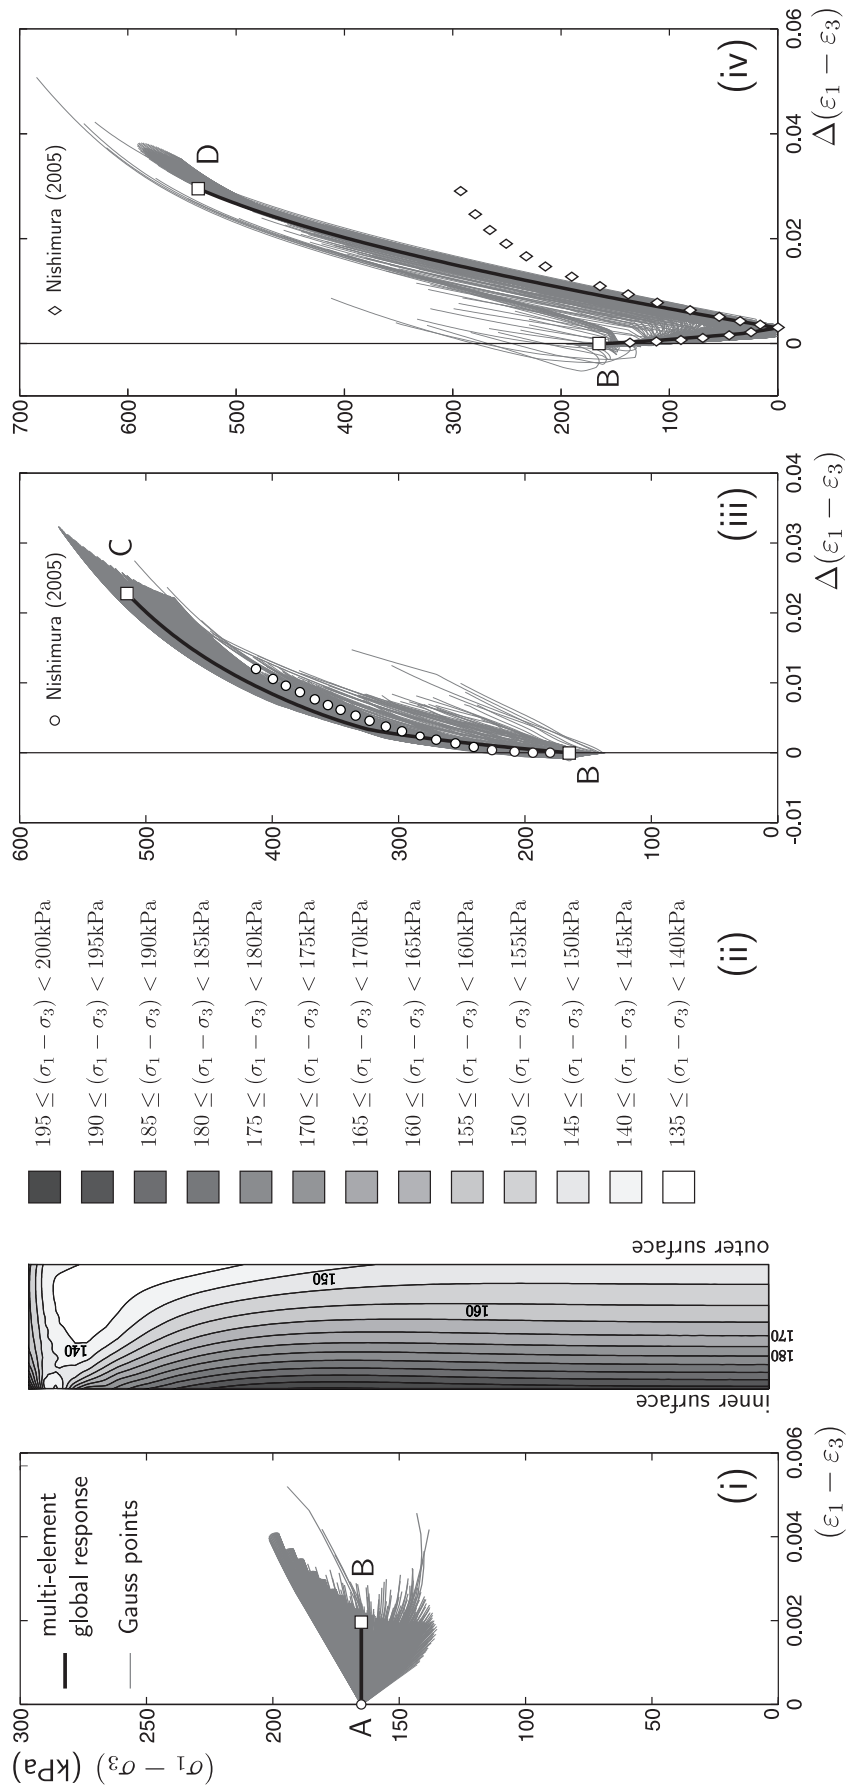 (σ₁ − σ₃) (kPa)
300
250
200
150
100
50
0
multi-element
global response
Gauss points
A
B
(i)
0
0.002
0.004
0.006
(ε₁ − ε₃)
inner surface
outer surface
140
150
160
170
180
195 ≤ (σ₁ − σ₃) < 200kPa
190 ≤ (σ₁ − σ₃) < 195kPa
185 ≤ (σ₁ − σ₃) < 190kPa
180 ≤ (σ₁ − σ₃) < 185kPa
175 ≤ (σ₁ − σ₃) < 180kPa
170 ≤ (σ₁ − σ₃) < 175kPa
165 ≤ (σ₁ − σ₃) < 170kPa
160 ≤ (σ₁ − σ₃) < 165kPa
155 ≤ (σ₁ − σ₃) < 160kPa
150 ≤ (σ₁ − σ₃) < 155kPa
145 ≤ (σ₁ − σ₃) < 150kPa
140 ≤ (σ₁ − σ₃) < 145kPa
135 ≤ (σ₁ − σ₃) < 140kPa
(ii)
600
500
400
300
200
100
0
Nishimura (2005)
C
B
(iii)
-0.01
0
0.01
0.02
0.03
0.04
Δ(ε₁ − ε₃)
700
600
500
400
300
200
100
0
Nishimura (2005)
D
B
(iv)
0
0.02
0.04
0.06
Δ(ε₁ − ε₃)